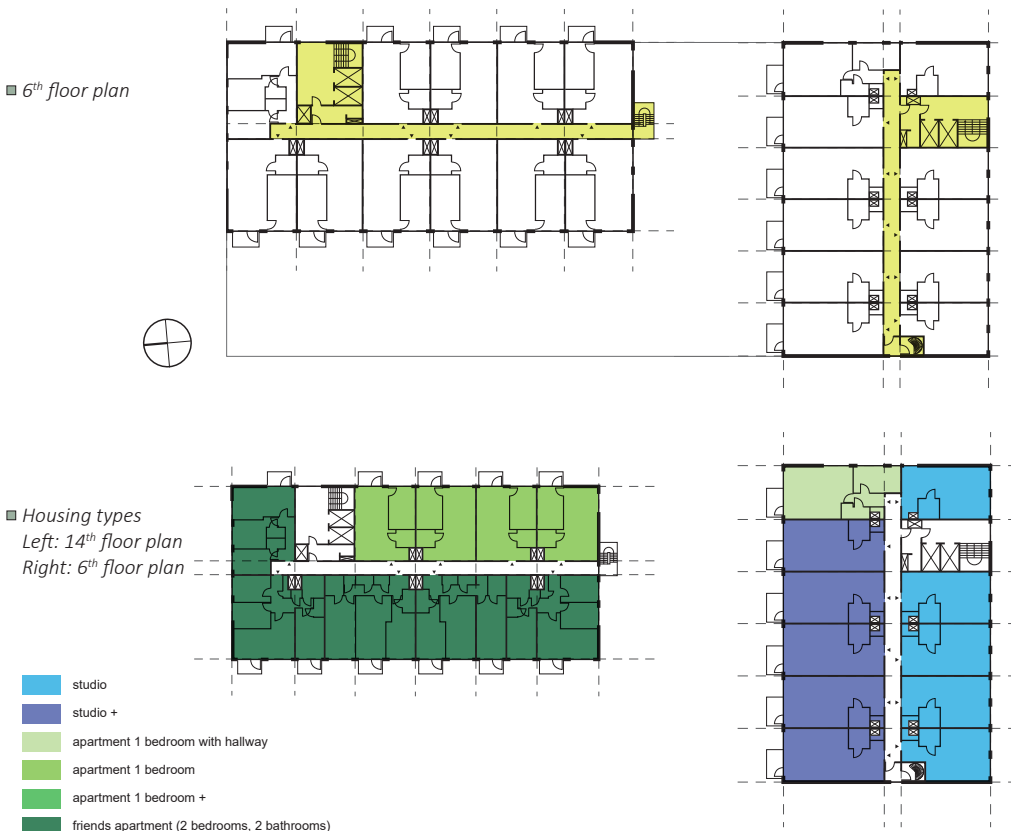 6th floor plan
Housing types
Left: 14th floor plan
Right: 6th floor plan
studio
studio +
apartment 1 bedroom with hallway
apartment 1 bedroom
apartment 1 bedroom +
friends apartment (2 bedrooms, 2 bathrooms)